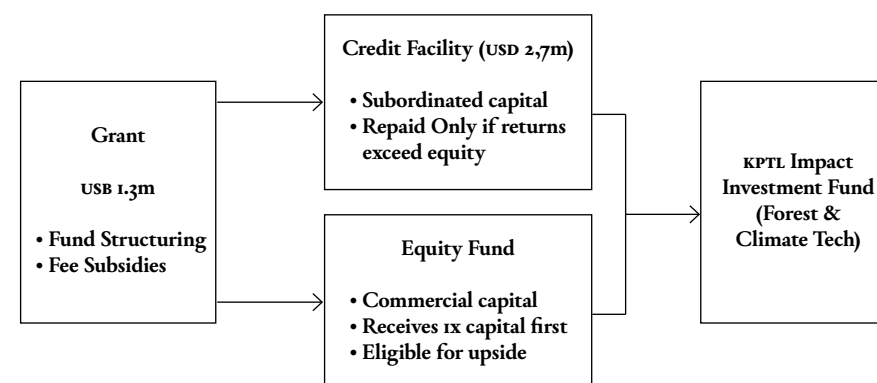 Grant
USB 1.3m
• Fund Structuring
• Fee Subsidies
Credit Facility (USD 2,7m)
• Subordinated capital
• Repaid Only if returns
exceed equity
Equity Fund
• Commercial capital
• Receives 1x capital first
• Eligible for upside
KPTL Impact
Investment Fund
(Forest &
Climate Tech)